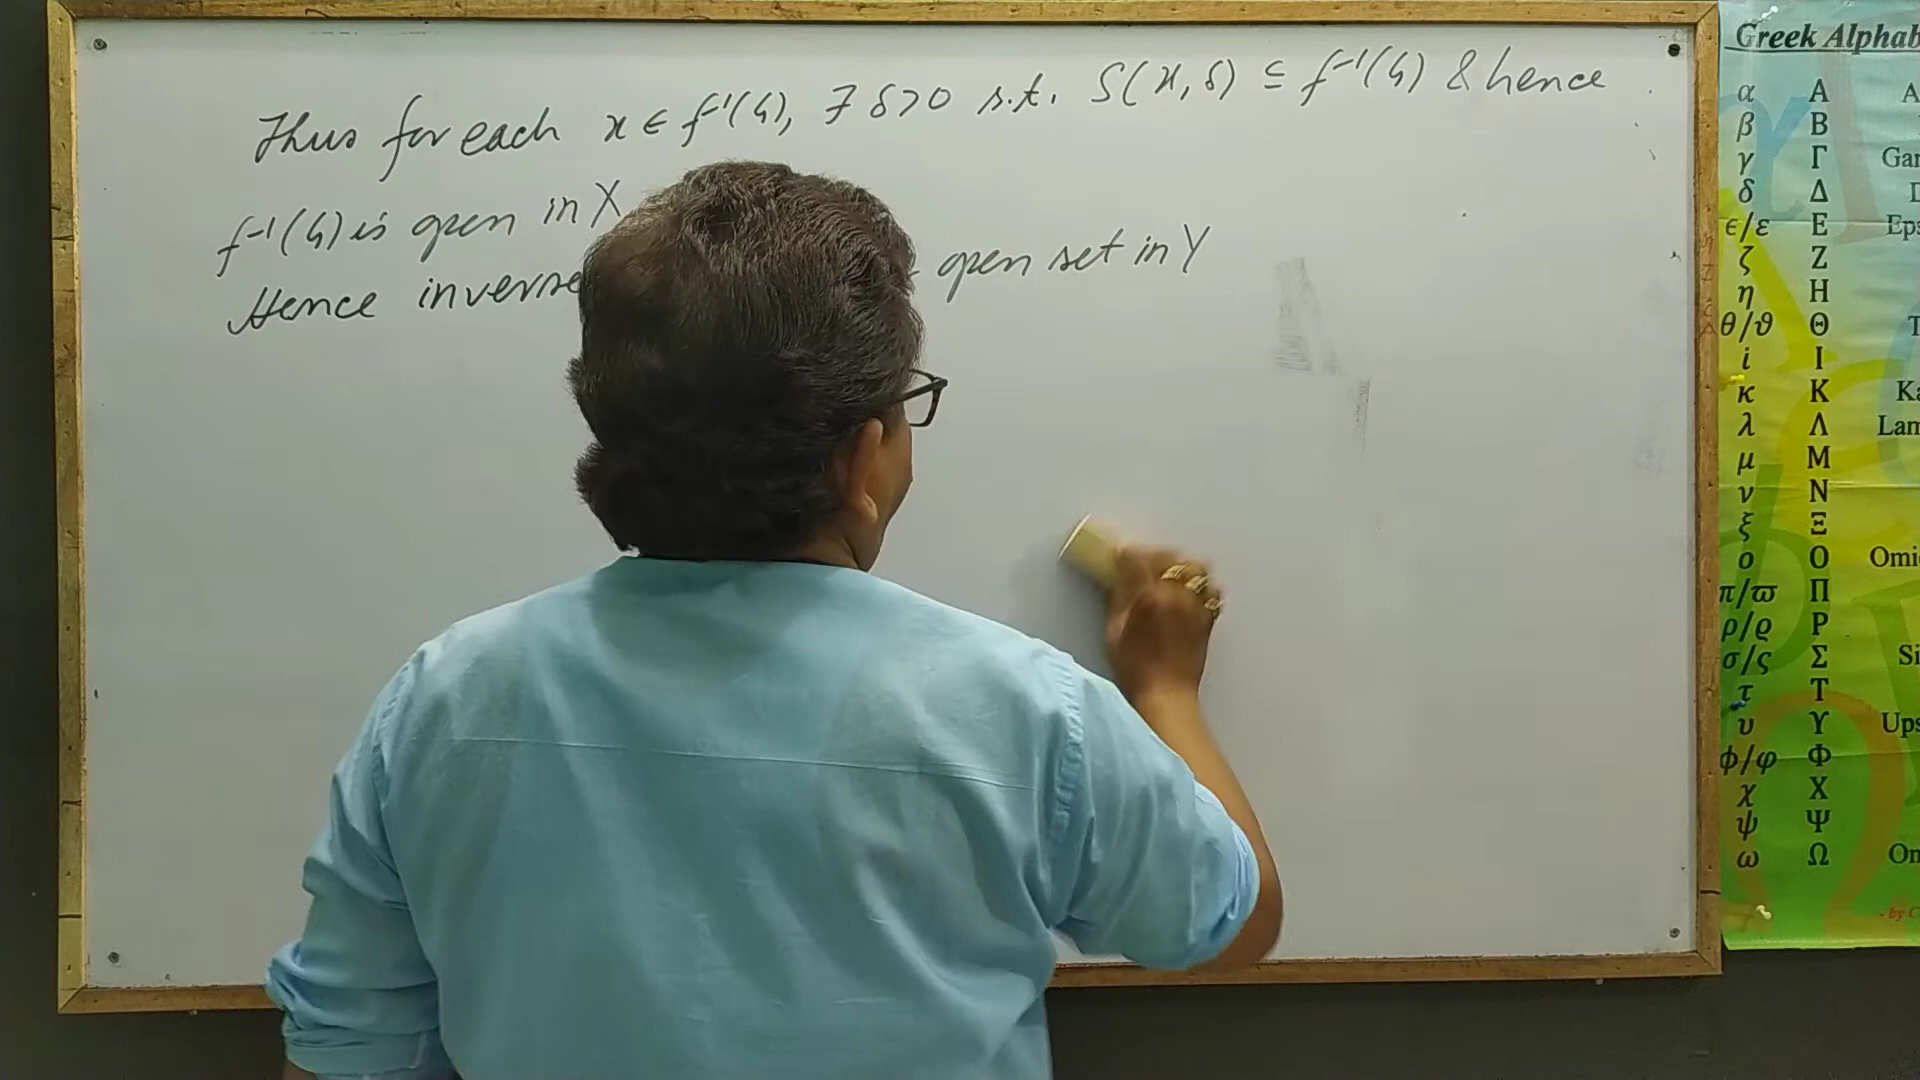 Thus for each x ∈ f⁻¹(G), ∃ δ>0 s.t. S(x, δ) ⊆ f⁻¹(G) & hence
f⁻¹(G) is open in X
Hence inverse open set in Y
Greek Alphab
α Α A
β Β
γ Γ Gam
δ Δ D
ϵ/ε Ε Eps
ζ Ζ
η Η
θ/ϑ Θ T
i Ι
κ Κ Ka
λ Λ Lam
μ Μ
ν Ν
ξ Ξ
ο Ο Omi
π/ϖ Π
ρ/ϱ Ρ
σ/ς Σ Si
τ Τ
υ ϒ Ups
ϕ/φ Φ
χ Χ
ψ Ψ
ω Ω Om
- by C